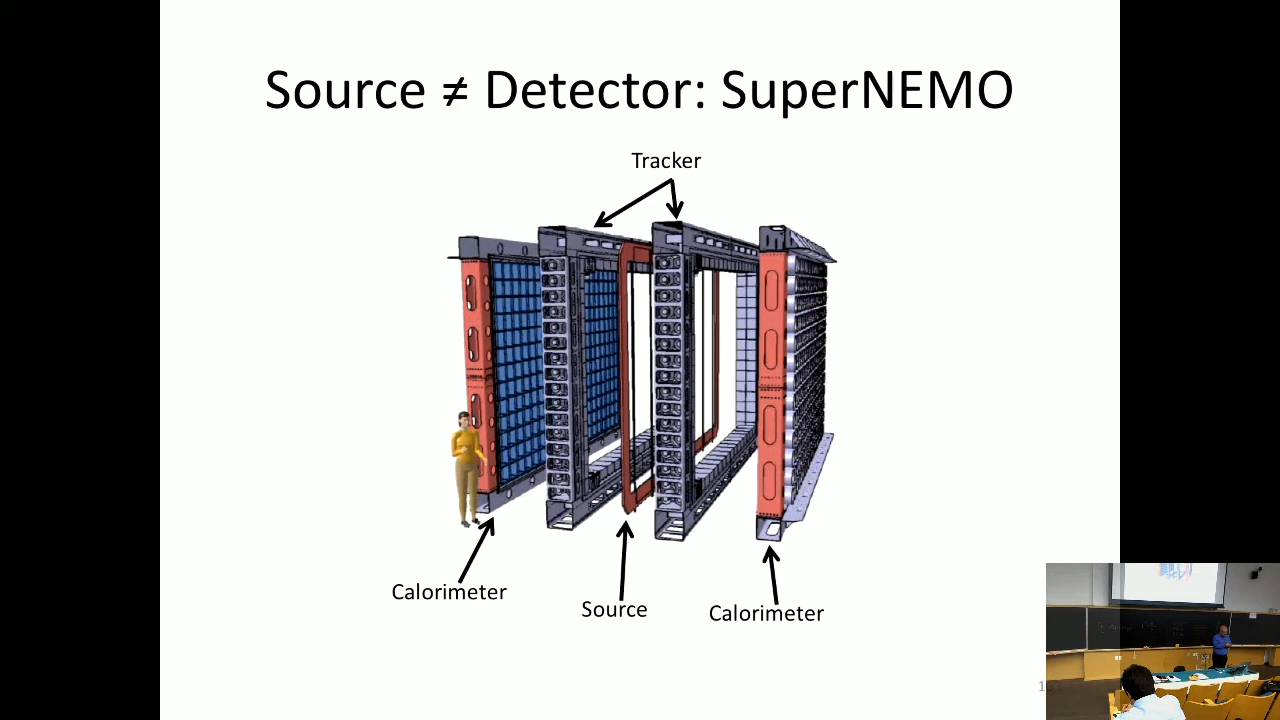 Source ≠ Detector: SuperNEMO
Tracker
Calorimeter
Source
Calorimeter